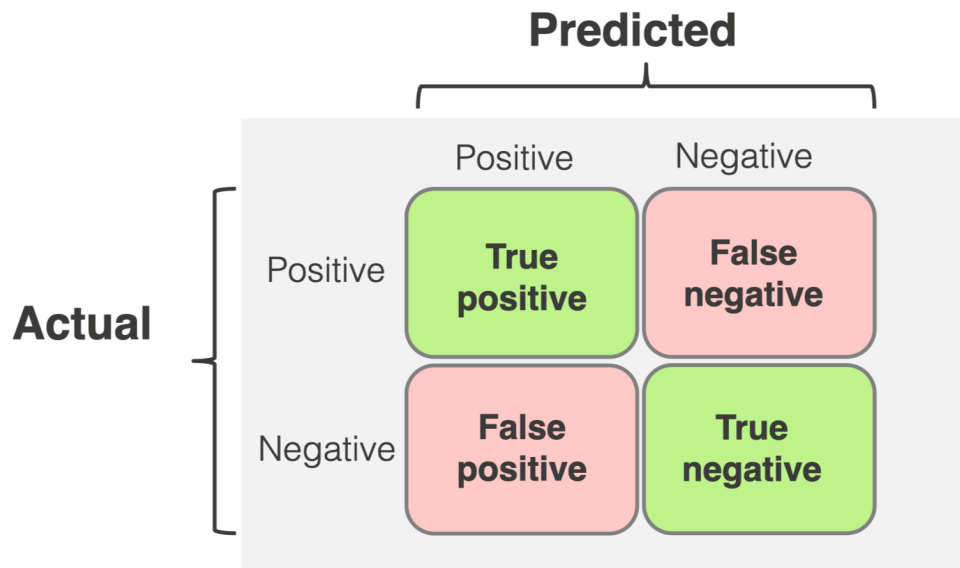 Predicted
Positive
Negative
Positive
True
positive
False
negative
Actual
Negative
False
positive
True
negative